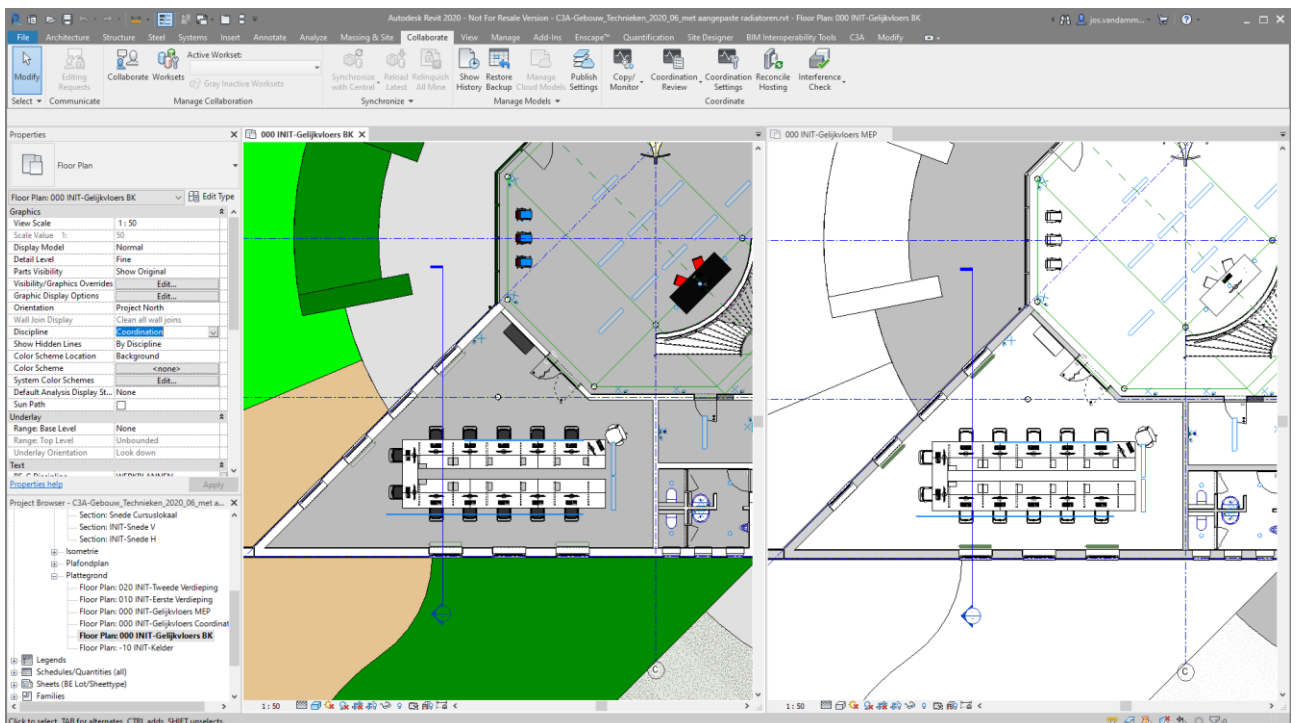 Autodesk Revit 2020 - Not For Resale Version - C3A-Gebouw_Technieken_2020_06_met aangepaste radiatoren.rvt - Floor Plan: 000 INIT-Gelijkvloers BK
jos.vandamm...
File Architecture Structure Steel Systems Insert Annotate Analyze Massing & Site Collaborate View Manage Add-Ins Enscape™ Quantification Site Designer BIM Interoperability Tools C3A Modify
Active Workset:
Modify Editing Requests Collaborate Worksets Gray Inactive Worksets Synchronize with Central Reload Latest Relinquish All Mine Show History Restore Backup Manage Cloud Models Publish Settings Copy/ Monitor Coordination Review Coordination Settings Reconcile Hosting Interference Check
Select Communicate Manage Collaboration Synchronize Manage Models Coordinate
Properties X 000 INIT-Gelijkvloers BK X 000 INIT-Gelijkvloers MEP
Floor Plan
Floor Plan: 000 INIT-Gelijkvloers BK Edit Type
Graphics
View Scale 1 : 50
Scale Value 1: 50
Display Model Normal
Detail Level Fine
Parts Visibility Show Original
Visibility/Graphics Overrides Edit...
Graphic Display Options Edit...
Orientation Project North
Wall Join Display Clean all wall joins
Discipline Coordination
Show Hidden Lines By Discipline
Color Scheme Location Background
Color Scheme <none>
System Color Schemes Edit...
Default Analysis Display St... None
Sun Path
Underlay
Range: Base Level None
Range: Top Level Unbounded
Underlay Orientation Look down
Text
Properties help Apply
Project Browser - C3A-Gebouw_Technieken_2020_06_met a... X
Section: Snede Cursuslokaal
Section: INIT-Snede V
Section: INIT-Snede H
Isometrie
Plafondplan
Plattegrond
Floor Plan: 020 INIT-Tweede Verdieping
Floor Plan: 010 INIT-Eerste Verdieping
Floor Plan: 000 INIT-Gelijkvloers MEP
Floor Plan: 000 INIT-Gelijkvloers Coordinat
Floor Plan: 000 INIT-Gelijkvloers BK
Floor Plan: -10 INIT-Kelder
Legends
Schedules/Quantities (all)
Sheets (BE Lot/Sheettype)
Families
C
C
1 : 50
1 : 50
Click to select, TAB for alternates, CTRL adds, SHIFT unselects.